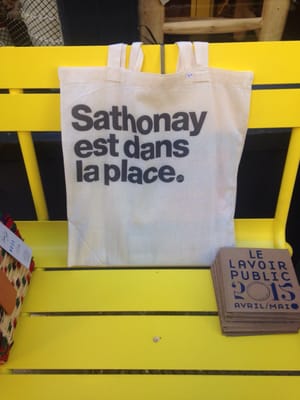 Sathonay
est dans
la place.
LE
LAVOIR
PUBLIC
2015
AVRIL/MAI